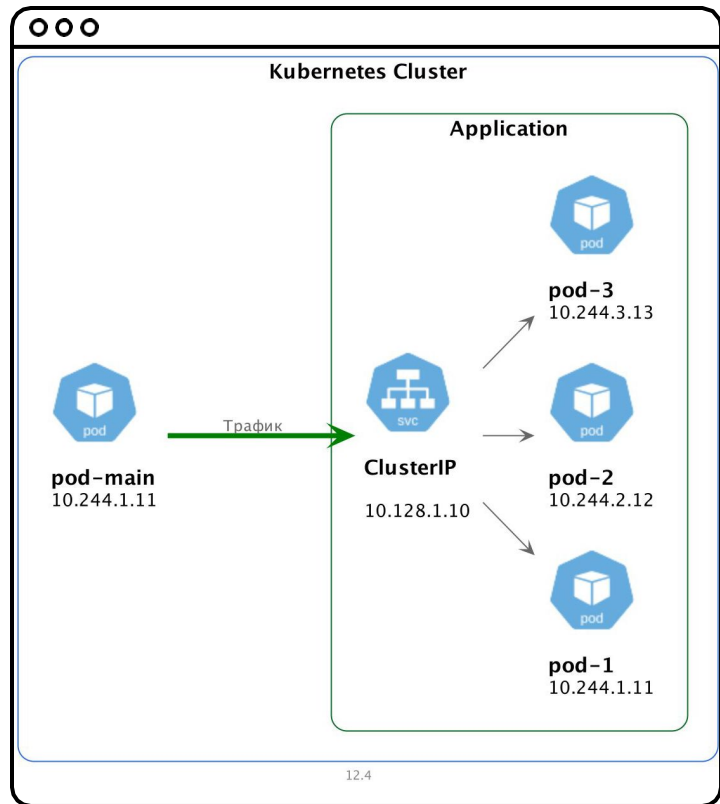 Kubernetes Cluster
Application
pod
pod-3
10.244.3.13
pod
pod-main
10.244.1.11
Трафик
svc
ClusterIP
10.128.1.10
pod
pod-2
10.244.2.12
pod
pod-1
10.244.1.11
12.4